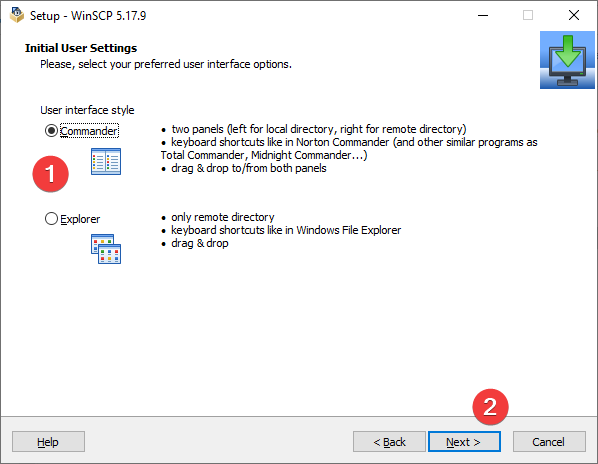 Setup - WinSCP 5.17.9
Initial User Settings
Please, select your preferred user interface options.
User interface style
Commander
• two panels (left for local directory, right for remote directory)
• keyboard shortcuts like in Norton Commander (and other similar programs as
Total Commander, Midnight Commander...)
• drag & drop to/from both panels
1
Explorer
• only remote directory
• keyboard shortcuts like in Windows File Explorer
• drag & drop
2
Help
< Back
Next >
Cancel